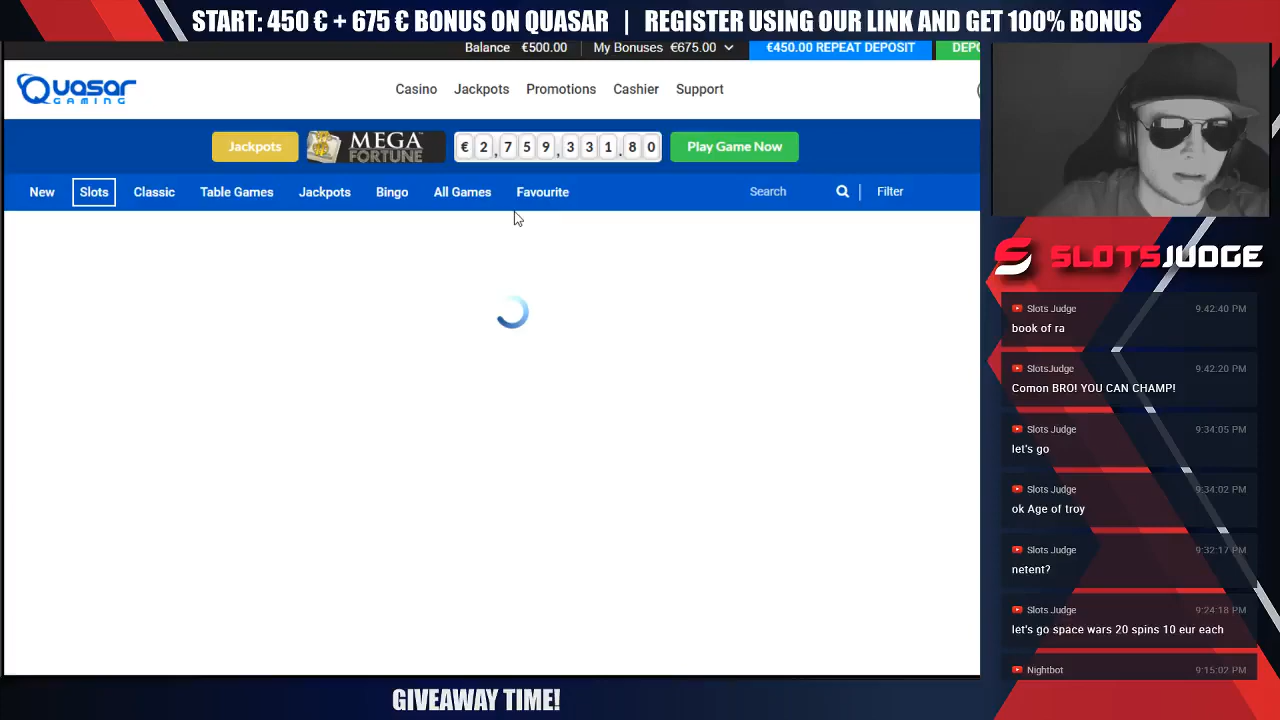 START: 450 € + 675 € BONUS ON QUASAR | REGISTER USING OUR LINK AND GET 100% BONUS
Balance €500.00 My Bonuses €675.00 €450.00 REPEAT DEPOSIT DEPO
QUASAR
GAMING
Casino Jackpots Promotions Cashier Support
Jackpots MEGA FORTUNE €2,759,331.80 Play Game Now
New Slots Classic Table Games Jackpots Bingo All Games Favourite Search Filter
SLOTSJUDGE
Slots Judge 9:42:40 PM
book of ra
SlotsJudge 9:42:20 PM
Comon BRO! YOU CAN CHAMP!
Slots Judge 9:34:05 PM
let's go
Slots Judge 9:34:02 PM
ok Age of troy
Slots Judge 9:32:17 PM
netent?
Slots Judge 9:24:18 PM
let's go space wars 20 spins 10 eur each
Nightbot 9:15:02 PM
GIVEAWAY TIME!